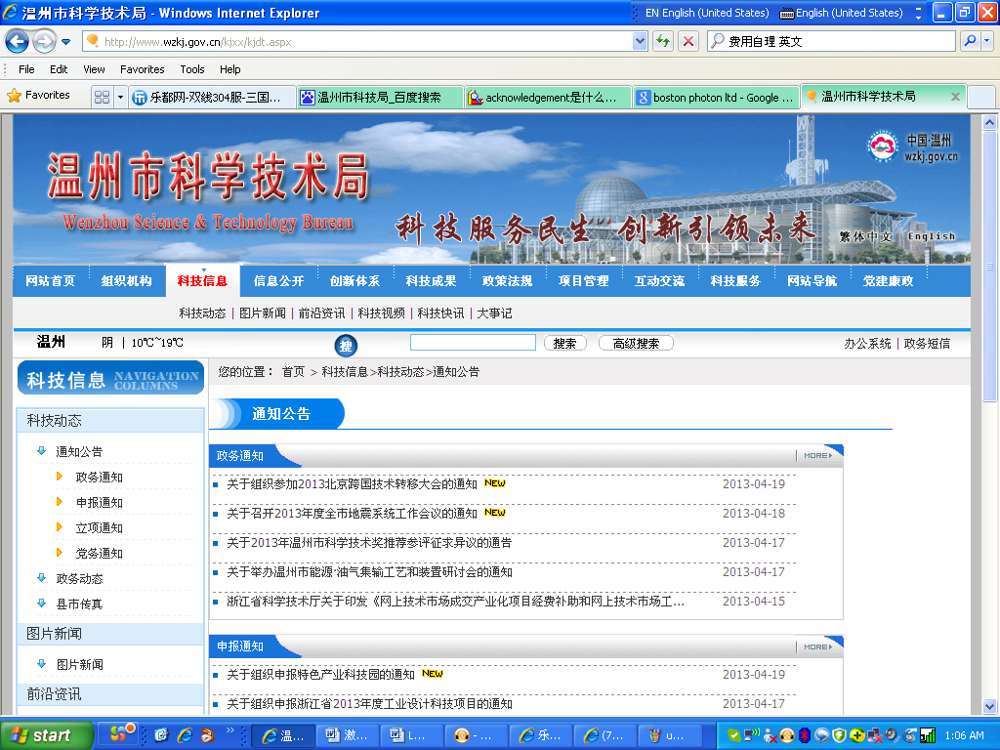 温州市科学技术局 - Windows Internet Explorer
EN English (United States) English (United States)
http://www.wzkj.gov.cn/kjxx/kjdt.aspx
费用自理 英文
File Edit View Favorites Tools Help
Favorites
乐都网-双线304服-三国...
温州市科技局_百度搜索
acknowledgement是什么...
boston photon ltd - Google ...
温州市科学技术局
温州市科学技术局
Wenzhou Science & Technology Bureau
科技服务民生 创新引领未来
中国·温州
wzkj.gov.cn
繁体中文 English
网站首页 组织机构 科技信息 信息公开 创新体系 科技成果 政策法规 项目管理 互动交流 科技服务 网站导航 党建廉政
科技动态 | 图片新闻 | 前沿资讯 | 科技视频 | 科技快讯 | 大事记
温州 阴 | 10℃~19℃
搜
搜索 高级搜索
办公系统 | 政务短信
科技信息 NAVIGATION COLUMNS
您的位置： 首页 > 科技信息>科技动态>通知公告
科技动态
通知公告
政务通知
申报通知
立项通知
党务通知
政务动态
县市传真
图片新闻
图片新闻
前沿资讯
通知公告
政务通知 MORE
关于组织参加2013北京跨国技术转移大会的通知 NEW 2013-04-19
关于召开2013年度全市地震系统工作会议的通知 NEW 2013-04-18
关于2013年温州市科学技术奖推荐参评征求异议的通告 2013-04-17
关于举办温州市能源·油气集输工艺和装置研讨会的通知 2013-04-17
浙江省科学技术厅关于印发《网上技术市场成交产业化项目经费补助和网上技术市场工... 2013-04-15
申报通知 MORE
关于组织申报特色产业科技园的通知 NEW 2013-04-19
关于组织申报浙江省2013年度工业设计科技项目的通知 2013-04-17
start
温...
激...
L...
- ...
乐...
(7...
u...
1:06 AM